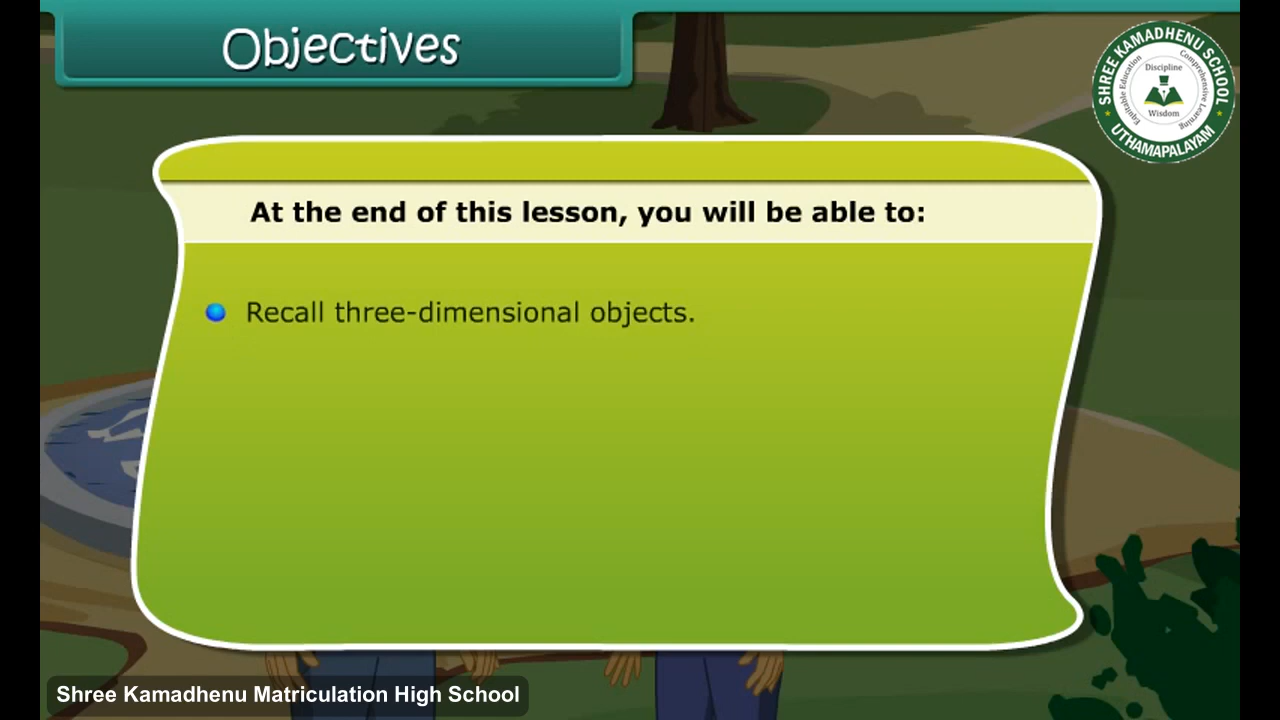 Objectives
SHREE KAMADHENU SCHOOL
Discipline
Equitable Education
Comprehensive Learning
Wisdom
UTHAMAPALAYAM
At the end of this lesson, you will be able to:
Recall three-dimensional objects.
Shree Kamadhenu Matriculation High School